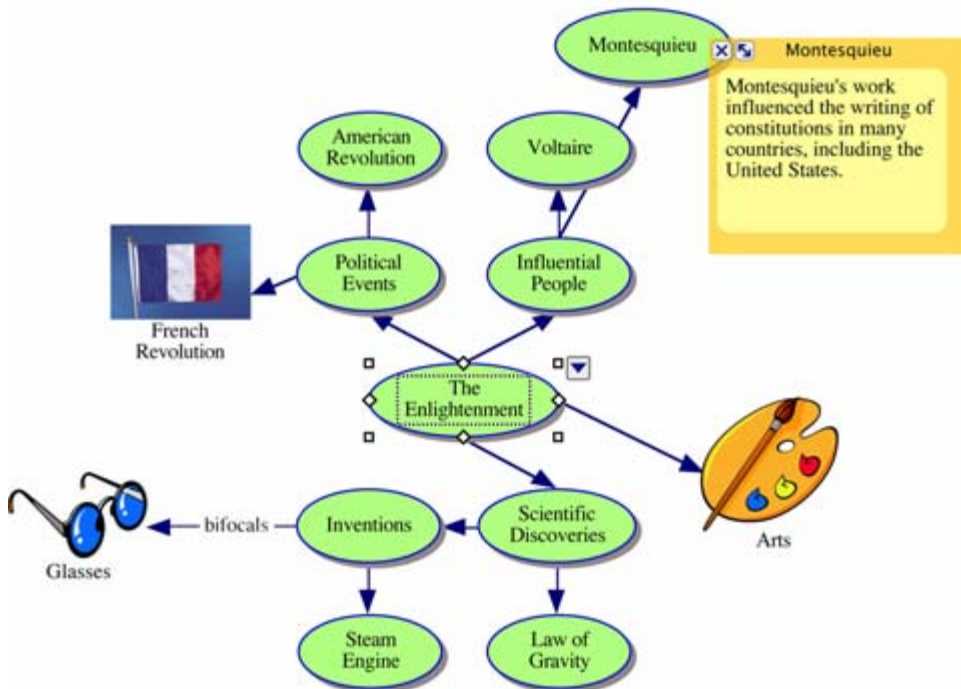 Montesquieu
Montesquieu
Montesquieu's work
influenced the writing of
constitutions in many
countries, including the
United States.
American
Revolution
Voltaire
Political
Events
Influential
People
French
Revolution
The
Enlightenment
Arts
Glasses
bifocals
Inventions
Scientific
Discoveries
Steam
Engine
Law of
Gravity